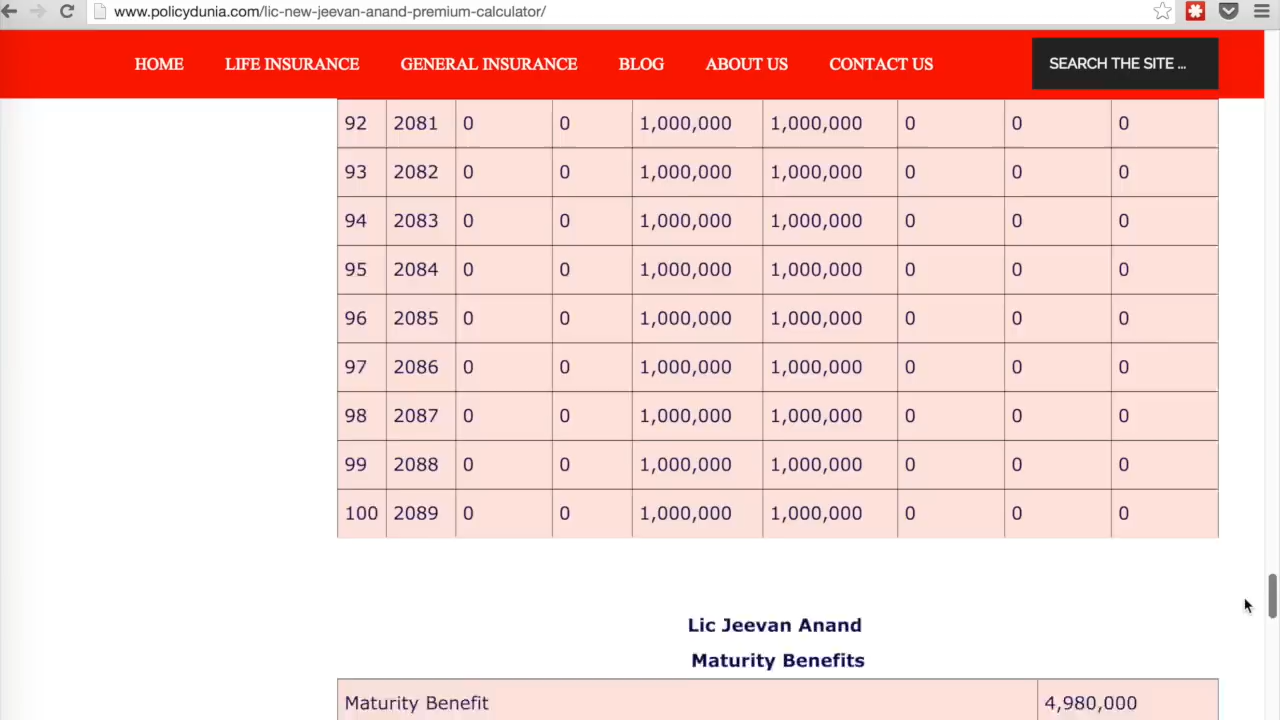 www.policydunia.com/lic-new-jeevan-anand-premium-calculator/
HOME LIFE INSURANCE GENERAL INSURANCE BLOG ABOUT US CONTACT US SEARCH THE SITE ...
92 2081 0 0 1,000,000 1,000,000 0 0 0
93 2082 0 0 1,000,000 1,000,000 0 0 0
94 2083 0 0 1,000,000 1,000,000 0 0 0
95 2084 0 0 1,000,000 1,000,000 0 0 0
96 2085 0 0 1,000,000 1,000,000 0 0 0
97 2086 0 0 1,000,000 1,000,000 0 0 0
98 2087 0 0 1,000,000 1,000,000 0 0 0
99 2088 0 0 1,000,000 1,000,000 0 0 0
100 2089 0 0 1,000,000 1,000,000 0 0 0
Lic Jeevan Anand
Maturity Benefits
Maturity Benefit 4,980,000